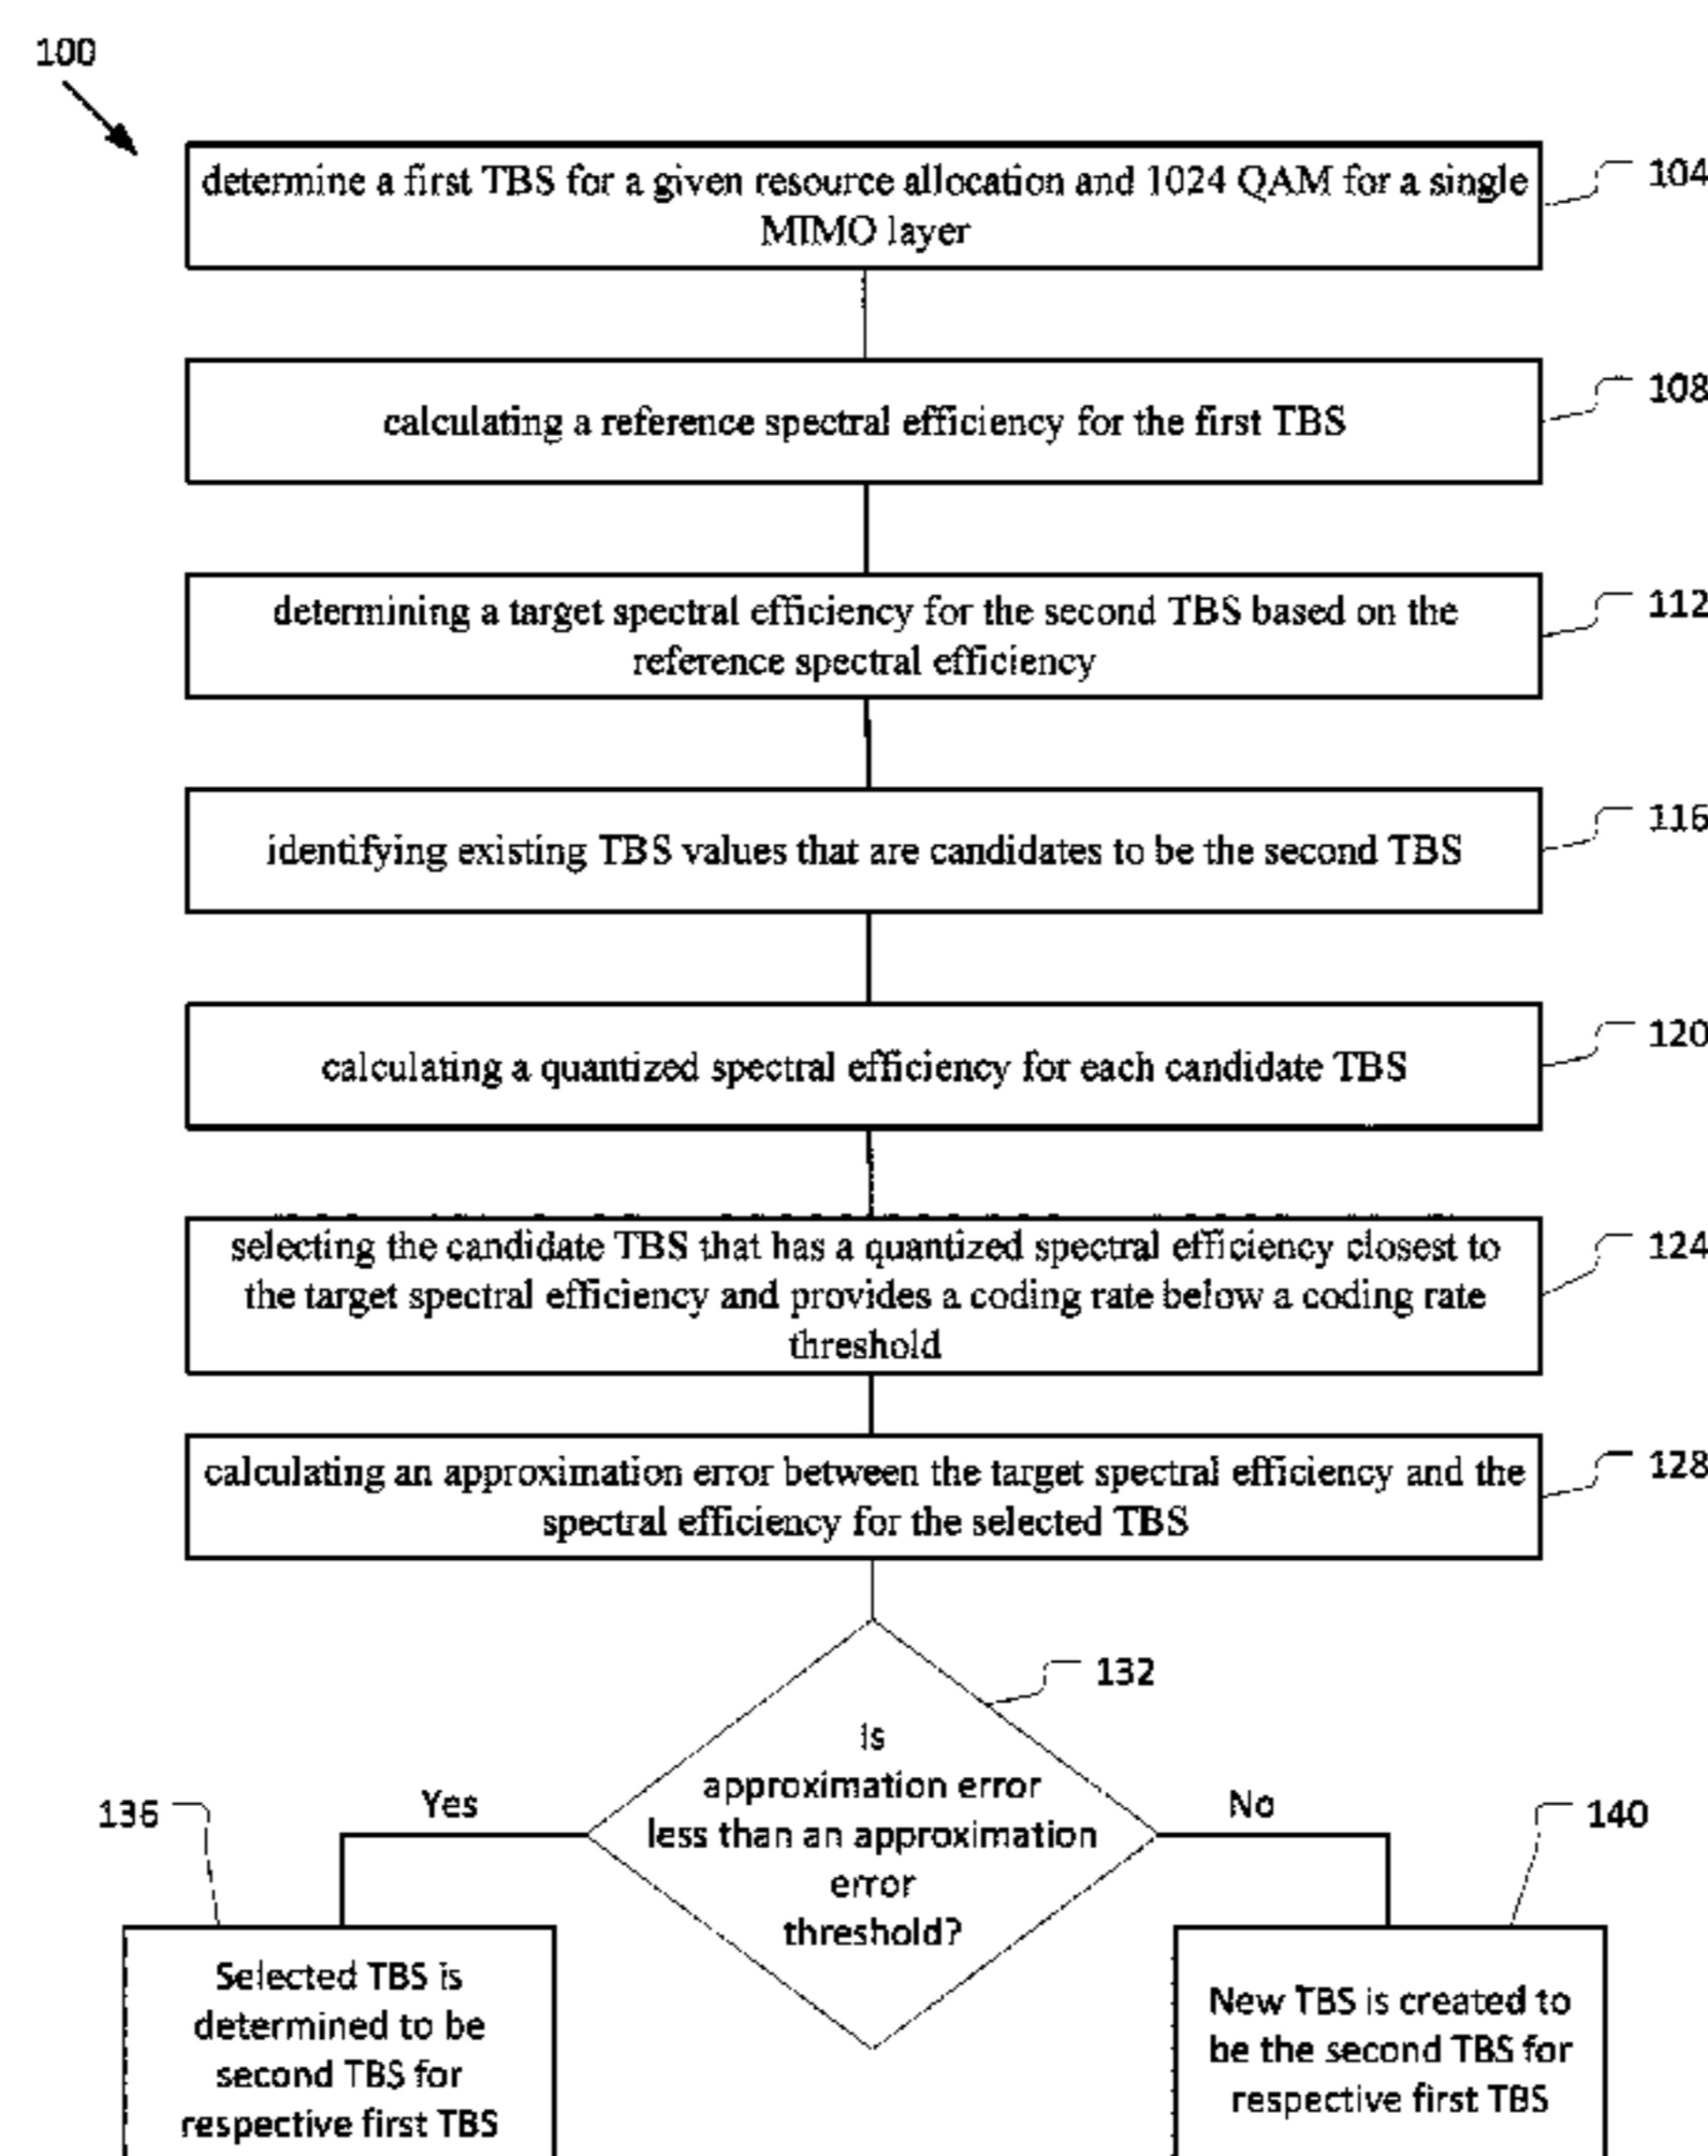 100
determine a first TBS for a given resource allocation and 1024 QAM for a single
MIMO layer
104
calculating a reference spectral efficiency for the first TBS
108
determining a target spectral efficiency for the second TBS based on the
reference spectral efficiency
112
identifying existing TBS values that are candidates to be the second TBS
116
calculating a quantized spectral efficiency for each candidate TBS
120
selecting the candidate TBS that has a quantized spectral efficiency closest to
the target spectral efficiency and provides a coding rate below a coding rate
threshold
124
calculating an approximation error between the target spectral efficiency and the
spectral efficiency for the selected TBS
128
is
approximation error
less than an approximation
error
threshold?
132
Yes
No
136
Selected TBS is
determined to be
second TBS for
respective first TBS
140
New TBS is created to
be the second TBS for
respective first TBS